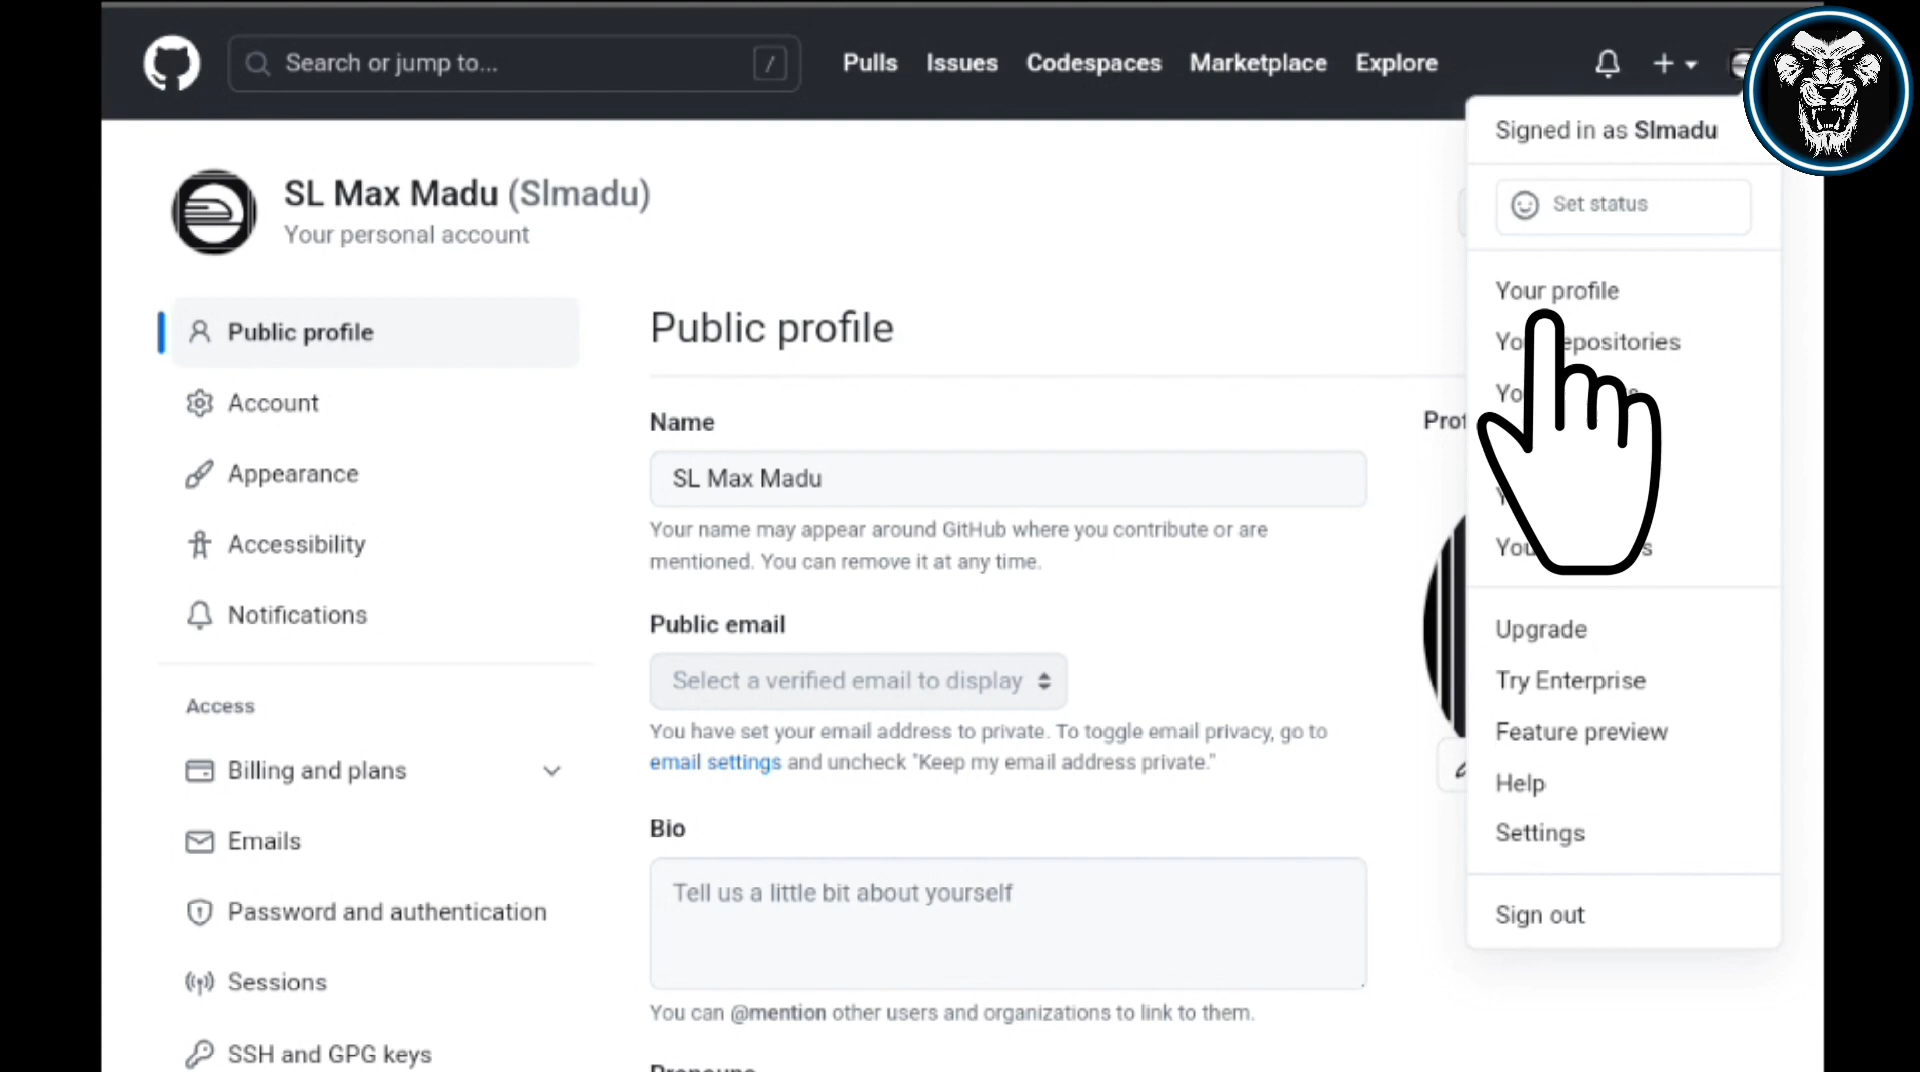 Search or jump to...
/
Pulls
Issues
Codespaces
Marketplace
Explore
Signed in as Slmadu
Set status
SL Max Madu (Slmadu)
Your personal account
Your profile
epositories
Public profile
Account
Appearance
Accessibility
Notifications
Access
Billing and plans
Emails
Password and authentication
Sessions
SSH and GPG keys
Public profile
Name
SL Max Madu
Your name may appear around GitHub where you contribute or are
mentioned. You can remove it at any time.
Public email
Select a verified email to display
You have set your email address to private. To toggle email privacy, go to
email settings and uncheck "Keep my email address private."
Bio
Tell us a little bit about yourself
You can @mention other users and organizations to link to them.
Upgrade
Try Enterprise
Feature preview
Help
Settings
Sign out